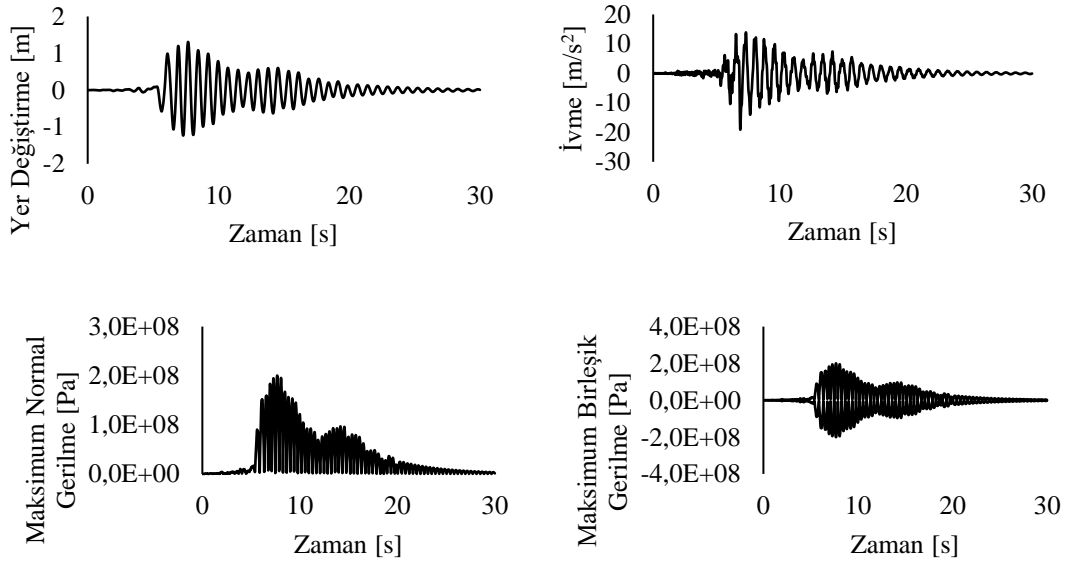 Yer Değiştirme [m]
2
1
0
-1
-2
0
10
20
30
Zaman [s]
İvme [m/s²]
20
10
0
-10
-20
-30
0
10
20
30
Zaman [s]
Maksimum Normal
Gerilme [Pa]
3,0E+08
2,0E+08
1,0E+08
0,0E+00
0
10
20
30
Zaman [s]
Maksimum Birleşik
Gerilme [Pa]
4,0E+08
2,0E+08
0,0E+00
-2,0E+08
-4,0E+08
0
10
20
30
Zaman [s]